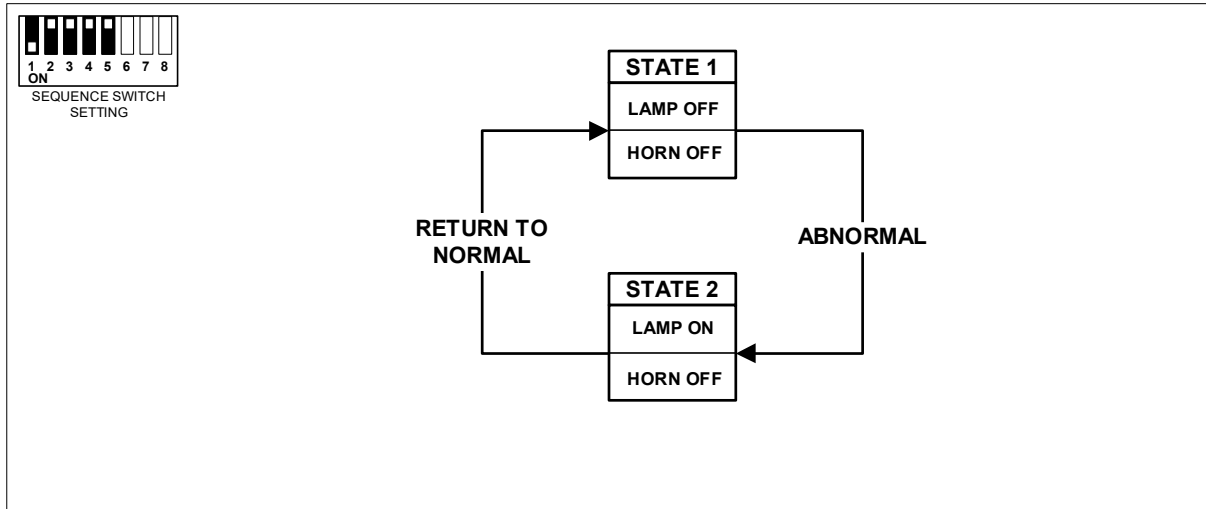 1 2 3 4 5 6 7 8
ON
SEQUENCE SWITCH
SETTING
STATE 1
LAMP OFF
HORN OFF
RETURN TO
NORMAL
ABNORMAL
STATE 2
LAMP ON
HORN OFF